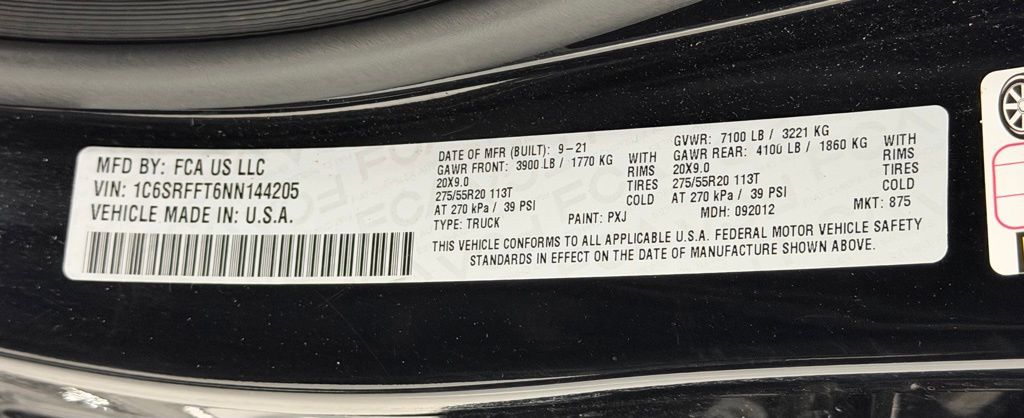 MFD BY: FCA US LLC
VIN: 1C6SRFFT6NN144205
VEHICLE MADE IN: U.S.A.
DATE OF MFR (BUILT): 9-21
GAWR FRONT: 3900 LB / 1770 KG WITH
20X9.0 RIMS
275/55R20 113T TIRES
AT 270 kPa / 39 PSI COLD
TYPE: TRUCK PAINT: PXJ
GVWR: 7100 LB / 3221 KG
GAWR REAR: 4100 LB / 1860 KG WITH
20X9.0 RIMS
275/55R20 113T TIRES
AT 270 kPa / 39 PSI COLD
MDH: 092012 MKT: 875
THIS VEHICLE CONFORMS TO ALL APPLICABLE U.S.A. FEDERAL MOTOR VEHICLE SAFETY
STANDARDS IN EFFECT ON THE DATE OF MANUFACTURE SHOWN ABOVE.